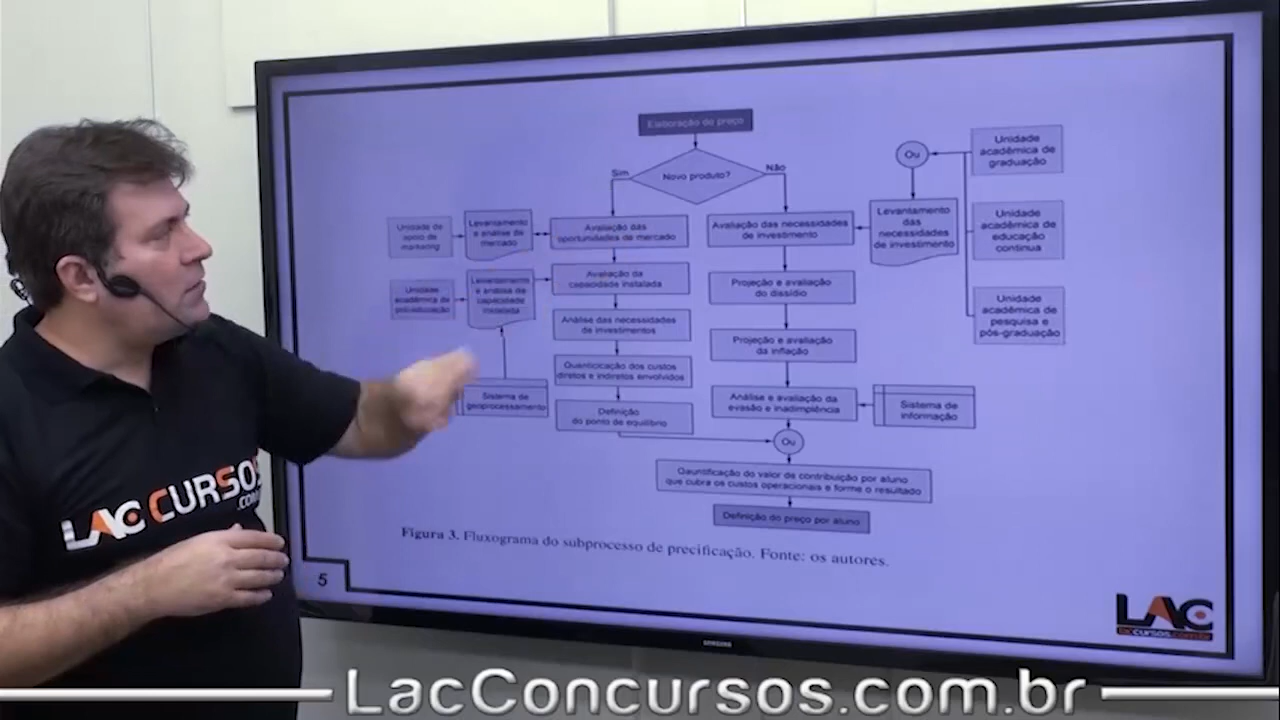 Elaboração do preço
Sim
Novo produto?
Não
Ou
Unidade
acadêmica de
graduação
Unidade de
apoio de
marketing
Levantamento
e análise de
mercado
Avaliação das
oportunidades de mercado
Avaliação das necessidades
de investimento
Levantamento
das
necessidades
de investimento
Unidade
acadêmica de
educação
continua
Unidade
acadêmica de
Levantamento
e análise da
capacidade
instalada
Avaliação da
capacidade instalada
Projeção e avaliação
do dissídio
Unidade
acadêmica de
pesquisa e
pós-graduação
Análise das necessidades
de investimentos
Projeção e avaliação
da inflação
Quanticicação dos custos
diretos e indiretos envolvidos
Sistema de
geoprocessamento
Definição
do ponto de equilíbrio
Análise e avaliação da
evasão e inadimplência
Sistema de
informação
Ou
Qauntificação do valor de contribuição por aluno
que cubra os custos operacionais e forme o resultado
Definição do preço por aluno
Figura 3. Fluxograma do subprocesso de precificação. Fonte: os autores.
5
LAC
laccursos.com.br
SAMSUNG
LAC CURSOS
.COM
LacConcursos.com.br